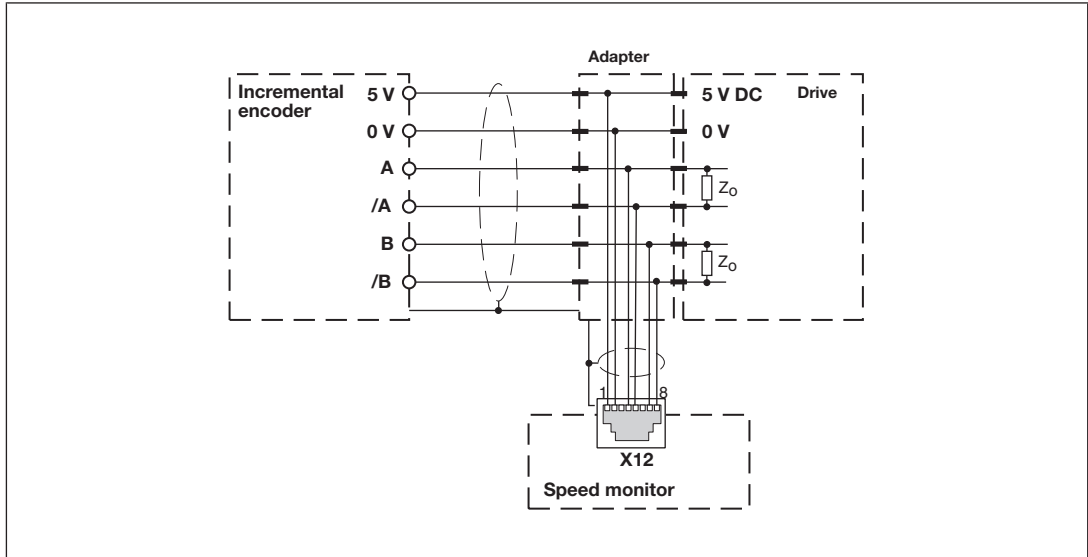 Adapter
Incremental
encoder
5 V
0 V
A
/A
B
/B
5 V DC
Drive
0 V
Z0
Z0
1
8
X12
Speed monitor